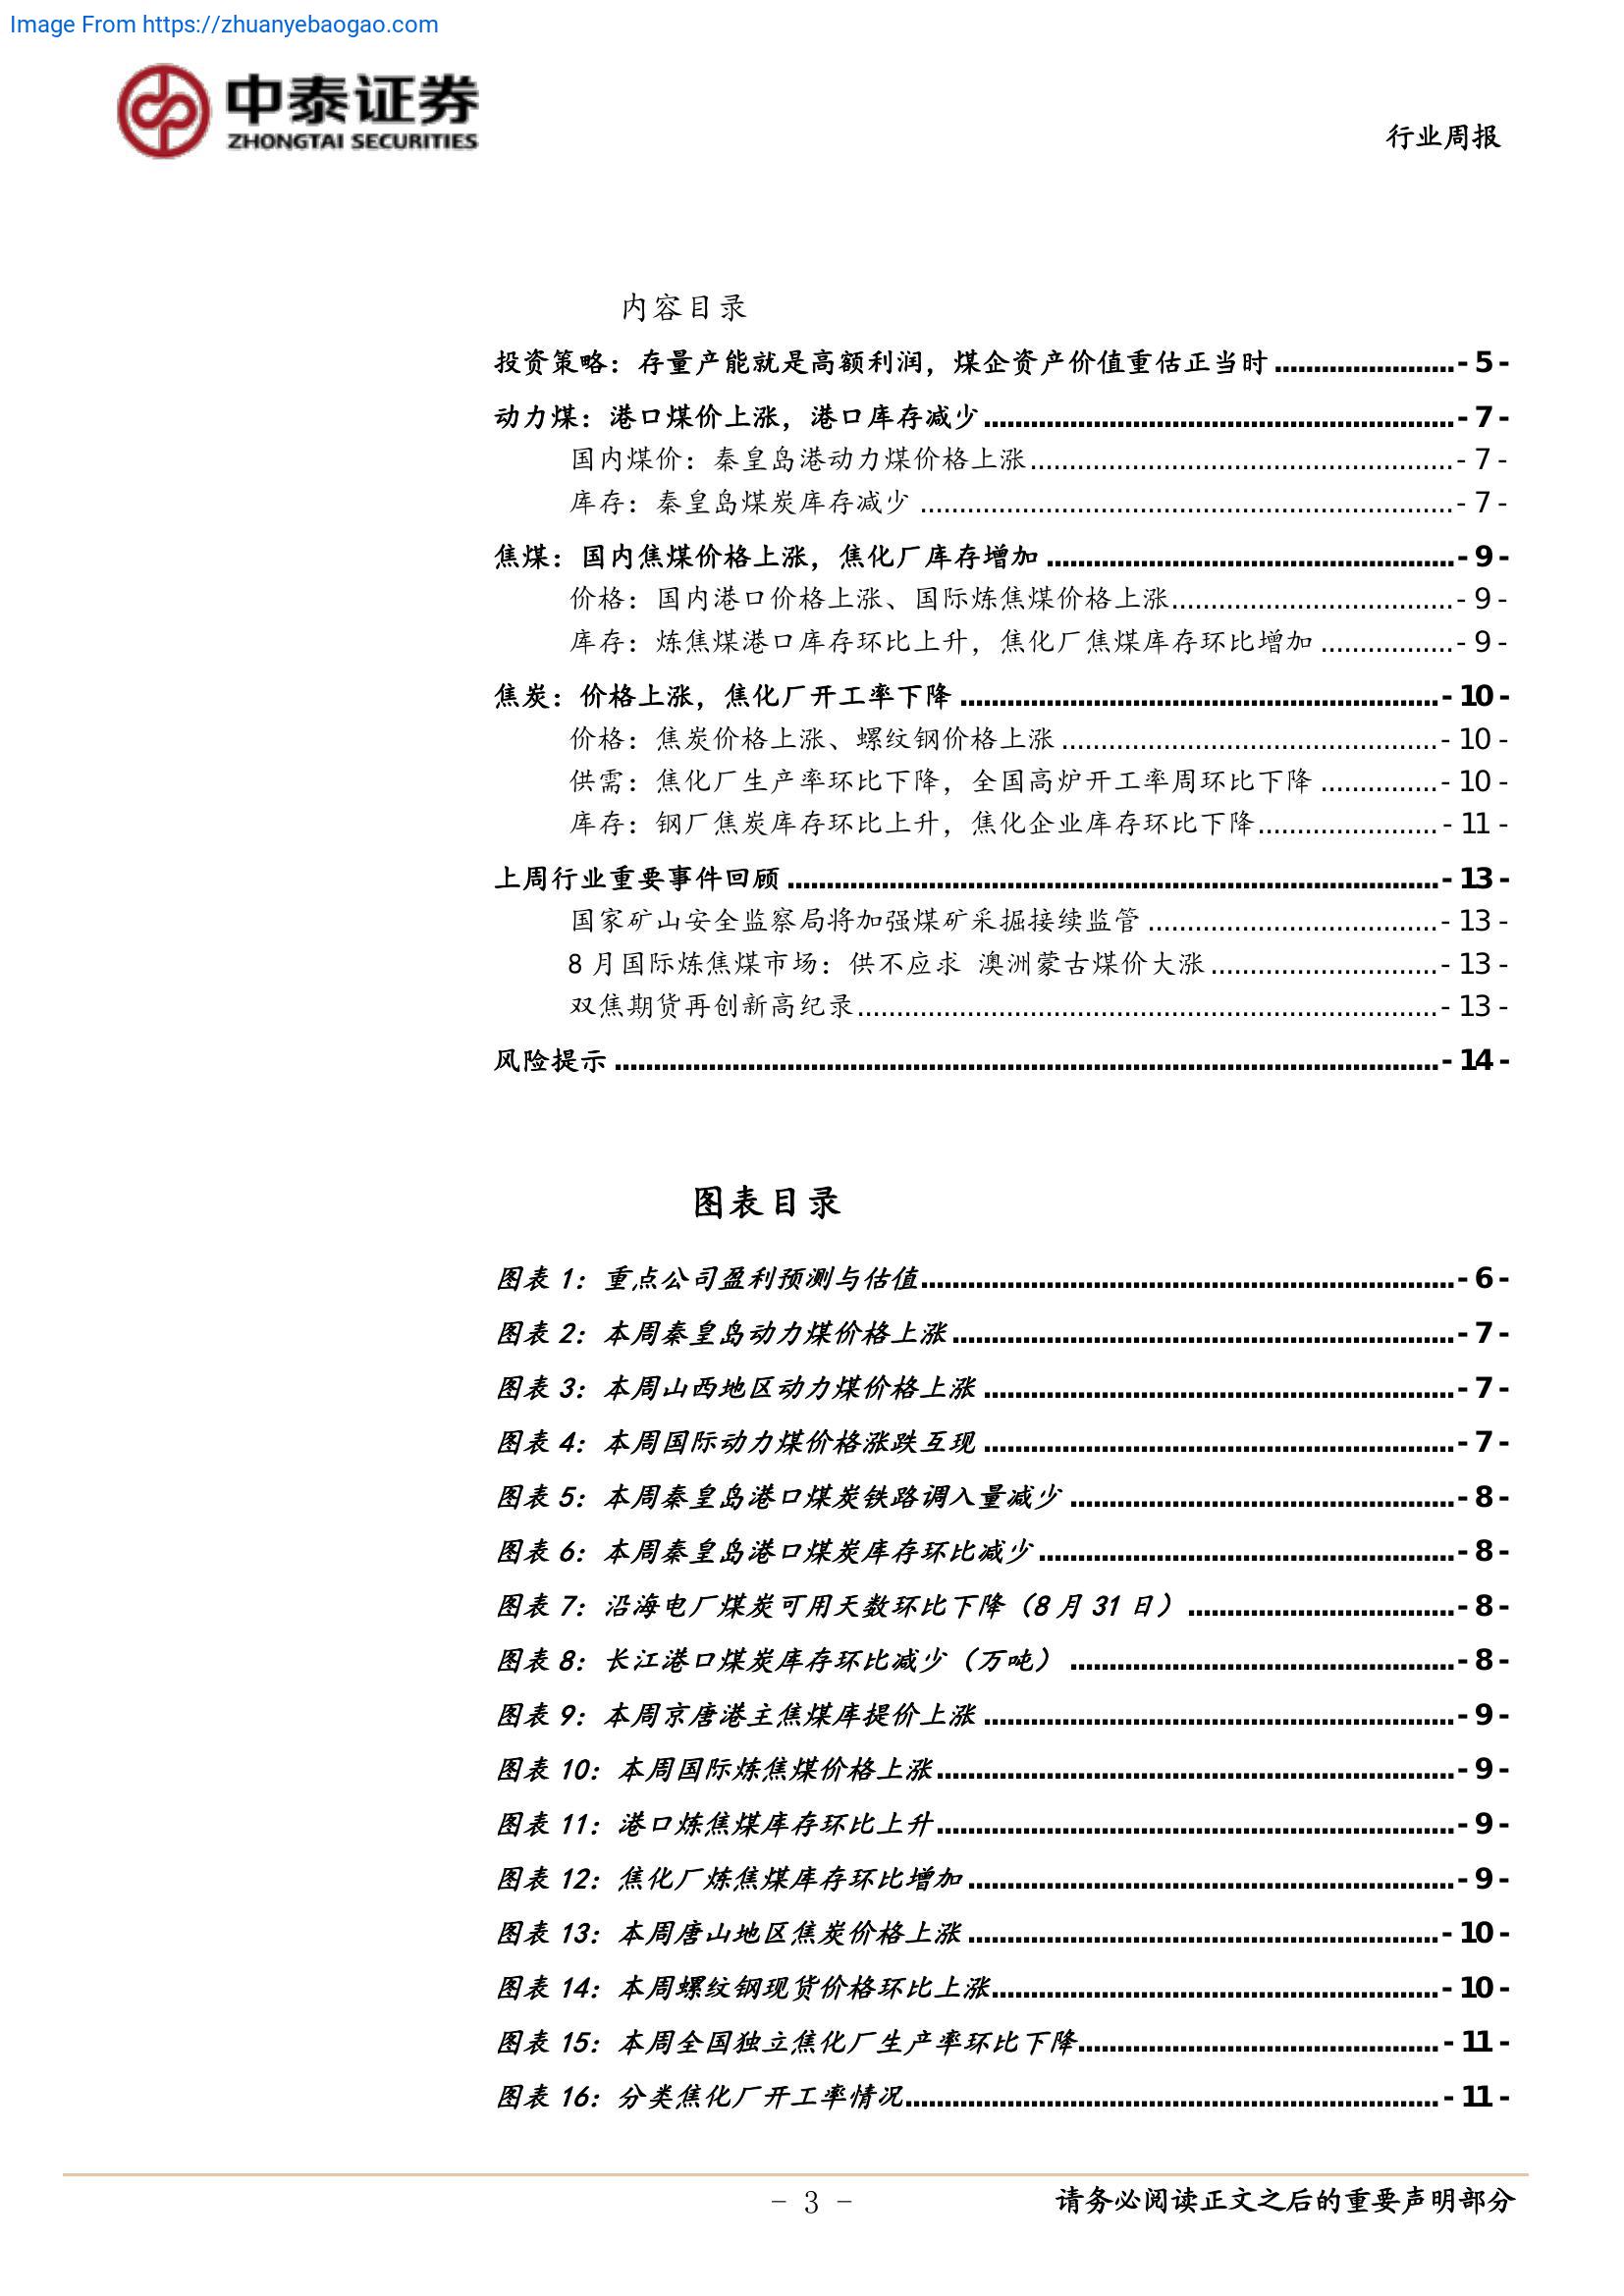 Image From https://zhuanyebaogao.com
中泰证券
ZHONGTAI SECURITIES
行业周报
内容目录
投资策略：存量产能就是高额利润，煤企资产价值重估正当时.......................- 5 -
动力煤：港口煤价上涨，港口库存减少............................................................- 7 -
国内煤价：秦皇岛港动力煤价格上涨......................................................- 7 -
库存：秦皇岛煤炭库存减少....................................................................- 7 -
焦煤：国内焦煤价格上涨，焦化厂库存增加....................................................- 9 -
价格：国内港口价格上涨、国际炼焦煤价格上涨....................................- 9 -
库存：炼焦煤港口库存环比上升，焦化厂焦煤库存环比增加.................- 9 -
焦炭：价格上涨，焦化厂开工率下降.............................................................- 10 -
价格：焦炭价格上涨、螺纹钢价格上涨................................................- 10 -
供需：焦化厂生产率环比下降，全国高炉开工率周环比下降...............- 10 -
库存：钢厂焦炭库存环比上升，焦化企业库存环比下降.......................- 11 -
上周行业重要事件回顾...................................................................................- 13 -
国家矿山安全监察局将加强煤矿采掘接续监管.....................................- 13 -
8 月国际炼焦煤市场：供不应求 澳洲蒙古煤价大涨.............................- 13 -
双焦期货再创新高纪录..........................................................................- 13 -
风险提示.........................................................................................................- 14 -
图表目录
图表 1：重点公司盈利预测与估值....................................................................- 6 -
图表 2：本周秦皇岛动力煤价格上涨................................................................- 7 -
图表 3：本周山西地区动力煤价格上涨............................................................- 7 -
图表 4：本周国际动力煤价格涨跌互现............................................................- 7 -
图表 5：本周秦皇岛港口煤炭铁路调入量减少.................................................- 8 -
图表 6：本周秦皇岛港口煤炭库存环比减少.....................................................- 8 -
图表 7：沿海电厂煤炭可用天数环比下降（8 月 31 日）..................................- 8 -
图表 8：长江港口煤炭库存环比减少（万吨）.................................................- 8 -
图表 9：本周京唐港主焦煤库提价上涨............................................................- 9 -
图表 10：本周国际炼焦煤价格上涨..................................................................- 9 -
图表 11：港口炼焦煤库存环比上升..................................................................- 9 -
图表 12：焦化厂炼焦煤库存环比增加..............................................................- 9 -
图表 13：本周唐山地区焦炭价格上涨............................................................- 10 -
图表 14：本周螺纹钢现货价格环比上涨.........................................................- 10 -
图表 15：本周全国独立焦化厂生产率环比下降..............................................- 11 -
图表 16：分类焦化厂开工率情况....................................................................- 11 -
- 3 -
请务必阅读正文之后的重要声明部分